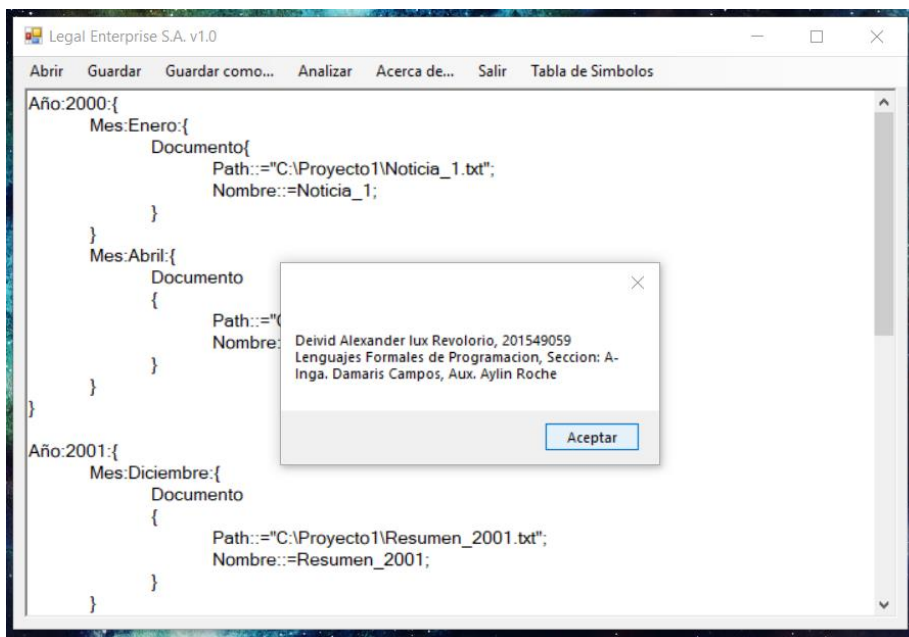 Legal Enterprise S.A. v1.0
Abrir Guardar Guardar como... Analizar Acerca de... Salir Tabla de Simbolos
Año:2000:{
Mes:Enero:{
Documento{
Path::="C:\Proyecto1\Noticia_1.txt";
Nombre::=Noticia_1;
}
}
Mes:Abril:{
Documento
{
Path::="
Nombre:
}
}
}
Año:2001:{
Mes:Diciembre:{
Documento
{
Path::="C:\Proyecto1\Resumen_2001.txt";
Nombre::=Resumen_2001;
}
}
Deivid Alexander Iux Revolorio, 201549059
Lenguajes Formales de Programacion, Seccion: A-
Inga. Damaris Campos, Aux. Aylin Roche
Aceptar